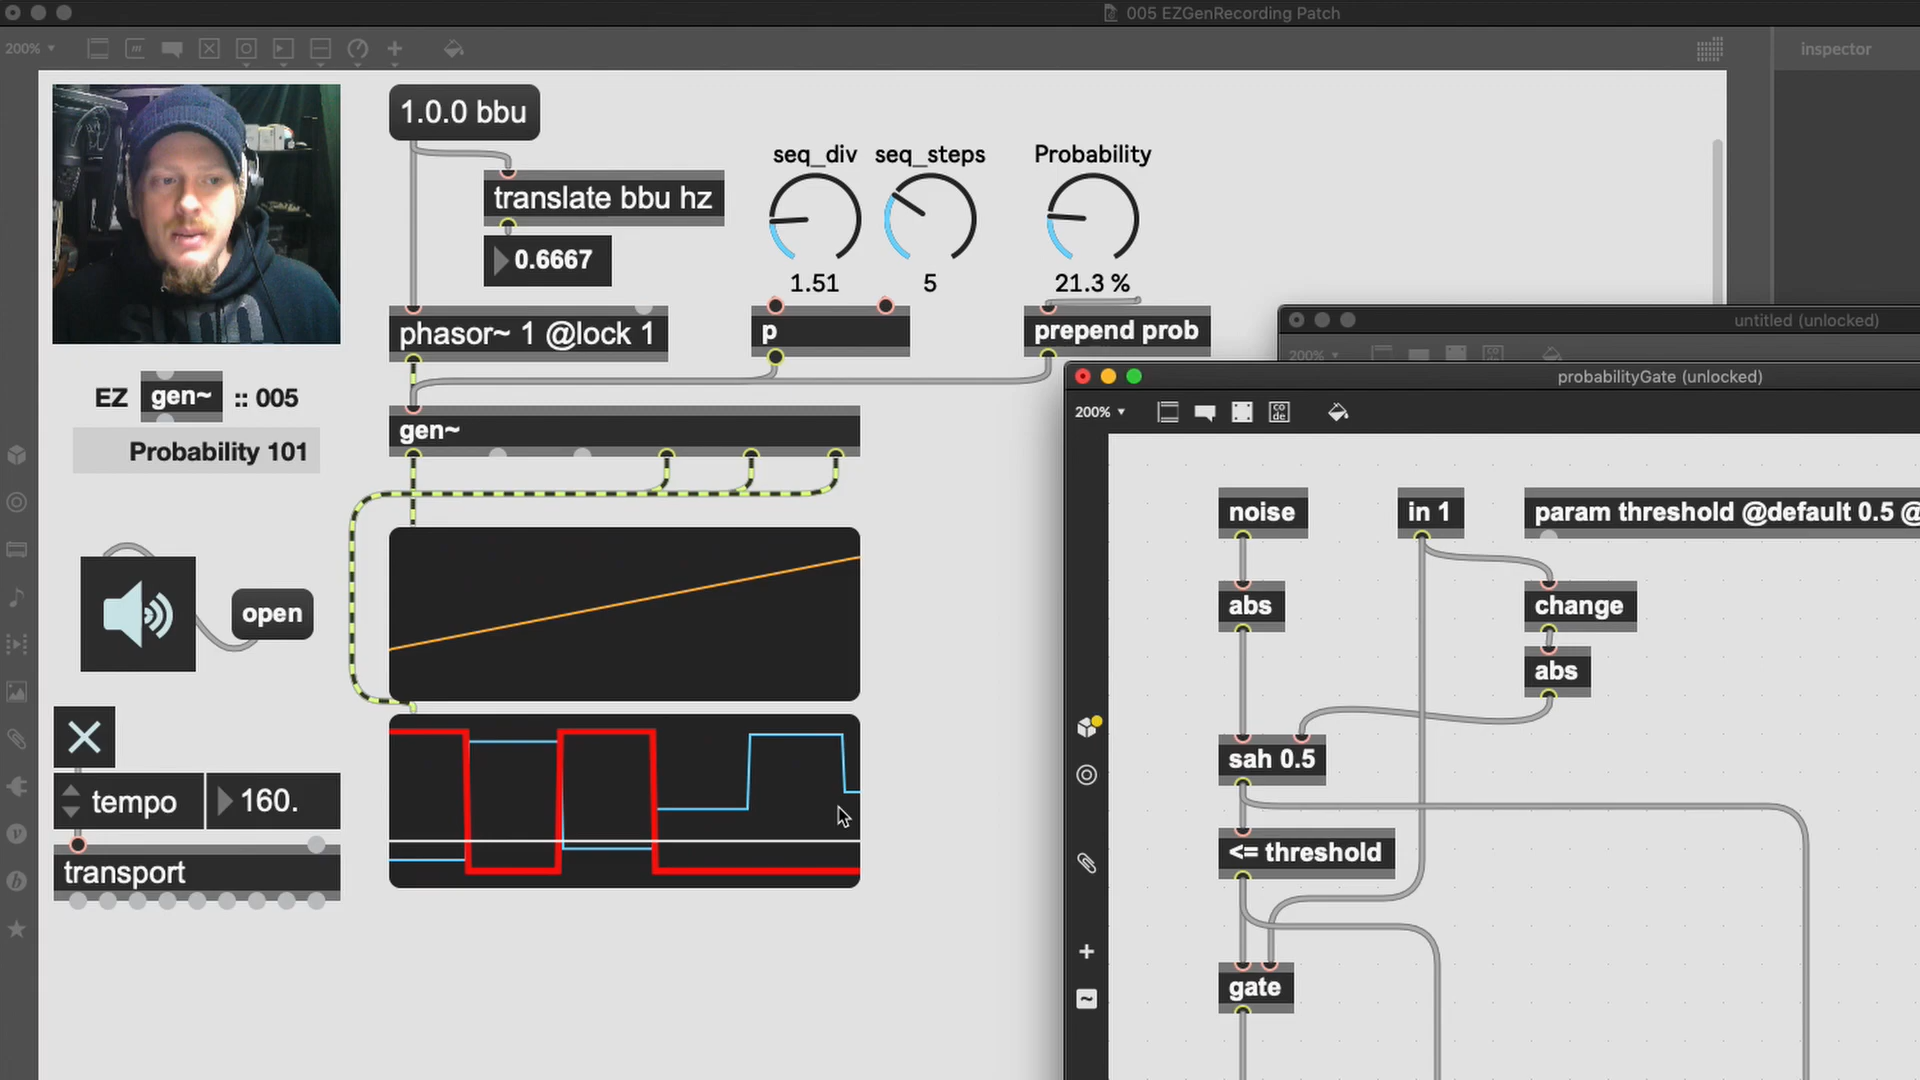 005 EZGenRecording Patch
200%
inspector
1.0.0 bbu
translate bbu hz
0.6667
seq_div
seq_steps
Probability
1.51
5
21.3 %
phasor~ 1 @lock 1
p
prepend prob
EZ gen~ :: 005
Probability 101
gen~
open
tempo
160.
transport
untitled (unlocked)
200%
probabilityGate (unlocked)
200%
co
de
noise
in 1
param threshold @default 0.5 @
abs
change
abs
sah 0.5
<= threshold
gate